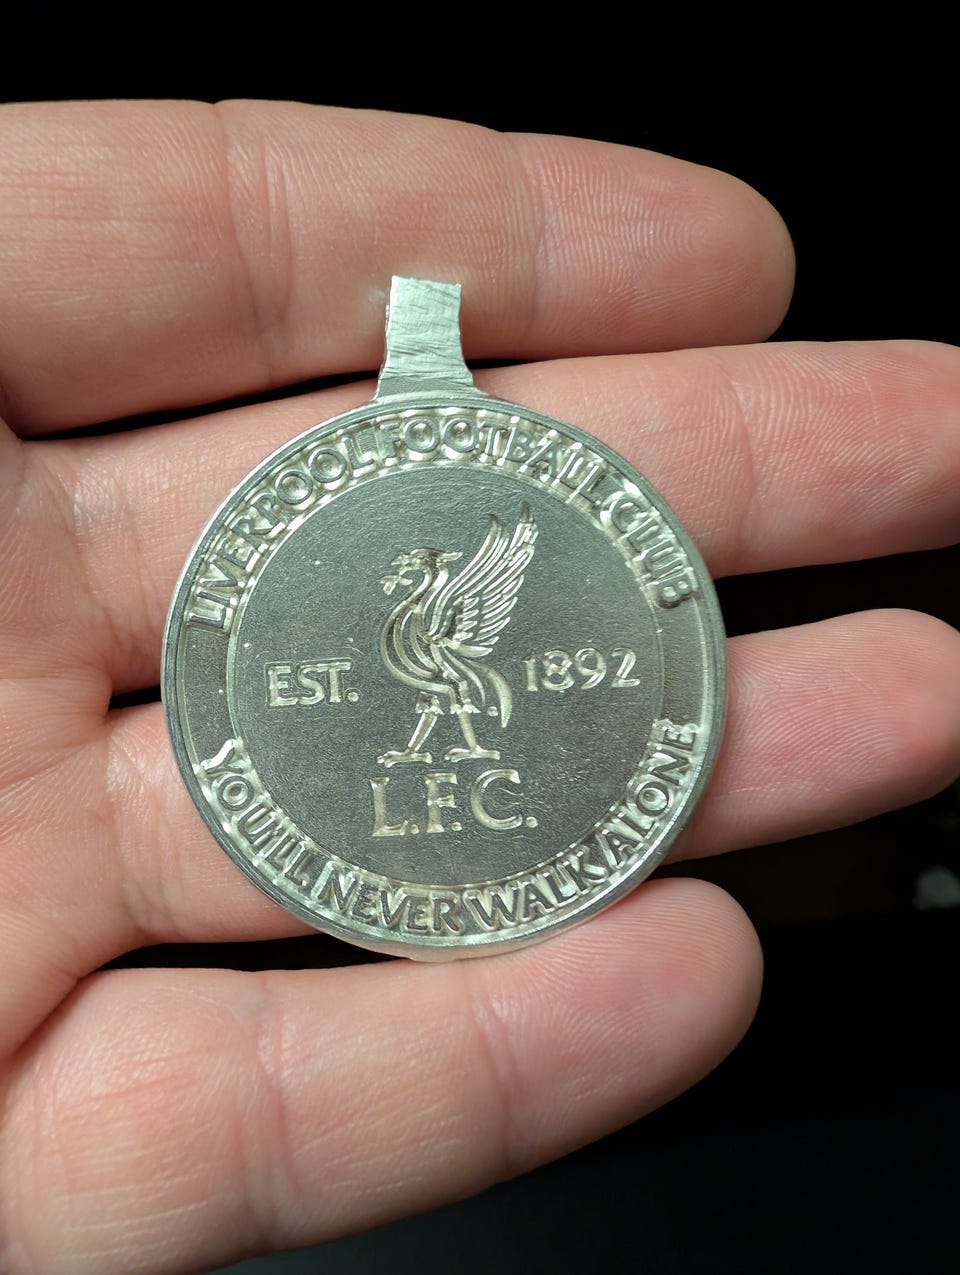 LIVERPOOL FOOTBALL CLUB
EST. 1892
L.F.C.
YOU'LL NEVER WALK ALONE